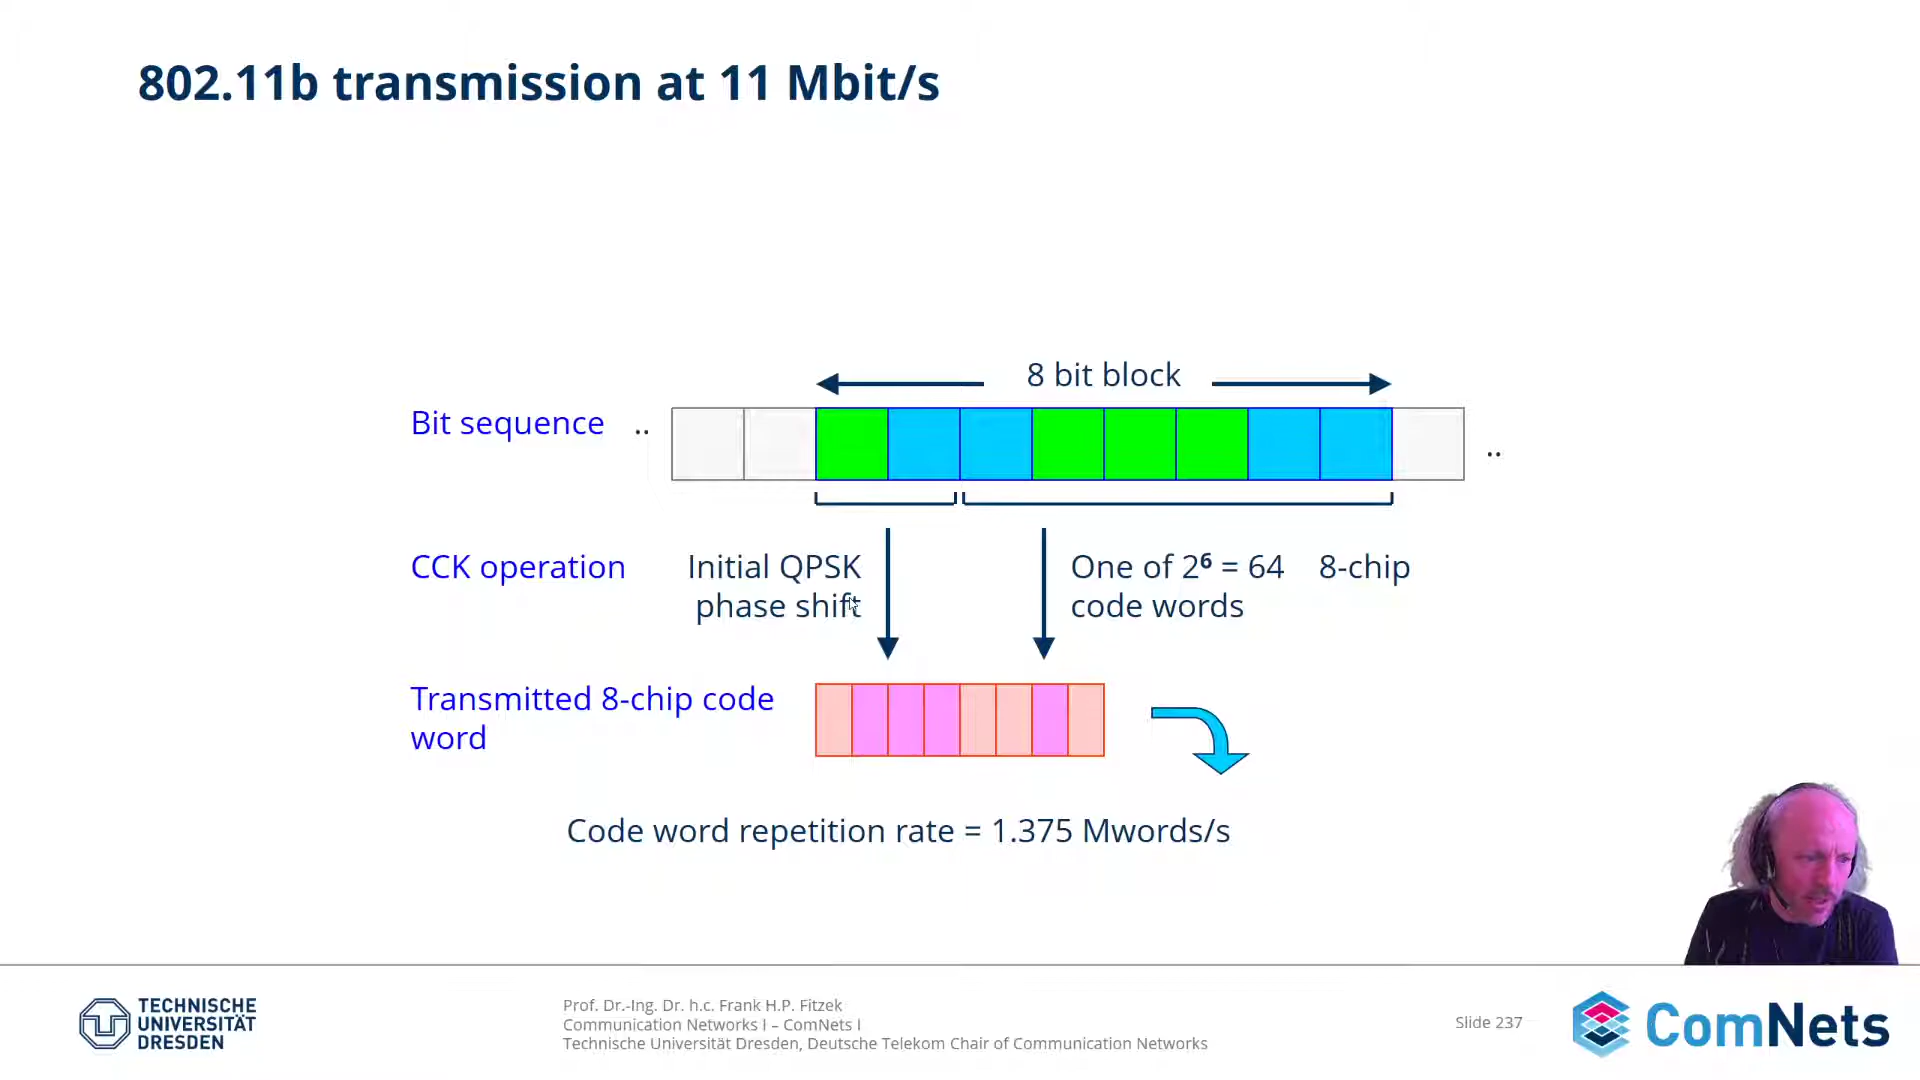 802.11b transmission at 11 Mbit/s
8 bit block
Bit sequence ..
..
CCK operation
Initial QPSK
phase shift
One of 2⁶ = 64 8-chip
code words
Transmitted 8-chip code
word
Code word repetition rate = 1.375 Mwords/s
TECHNISCHE
UNIVERSITÄT
DRESDEN
Prof. Dr.-Ing. Dr. h.c. Frank H.P. Fitzek
Communication Networks I – ComNets I
Technische Universität Dresden, Deutsche Telekom Chair of Communication Networks
Slide 237
ComNets